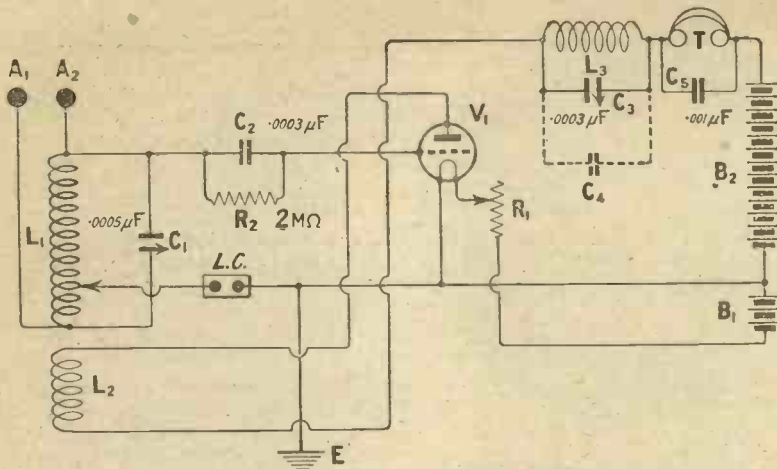 A1 A2
L1
·0005µF
C1
C2 ·0003µF
R2 2MΩ
L.C.
L2
E
V1
R1
L3
·0003µF C3
C4
T
C5
·001µF
B2
B1